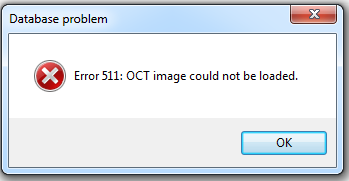 Database problem
Error 511: OCT image could not be loaded.
OK